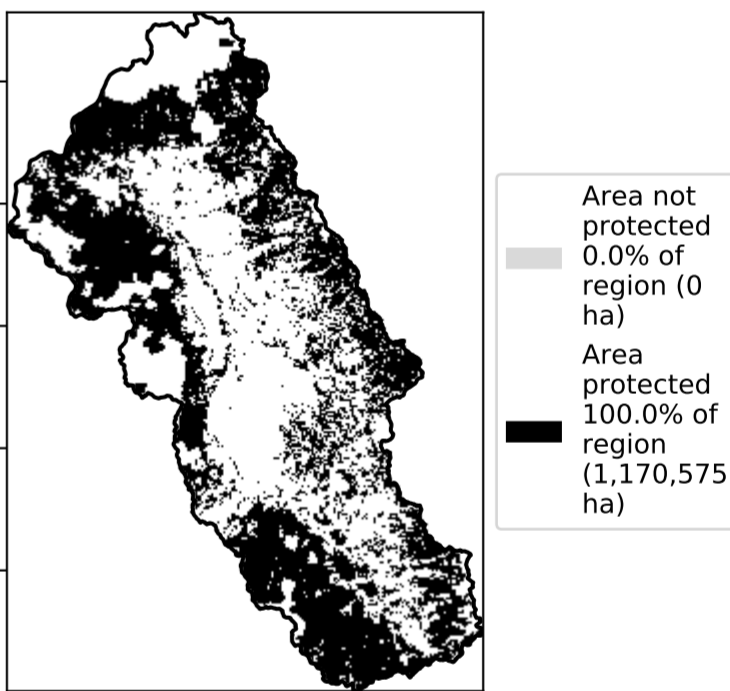 Area not
protected
0.0% of
region (0
ha)
Area
protected
100.0% of
region
(1,170,575
ha)